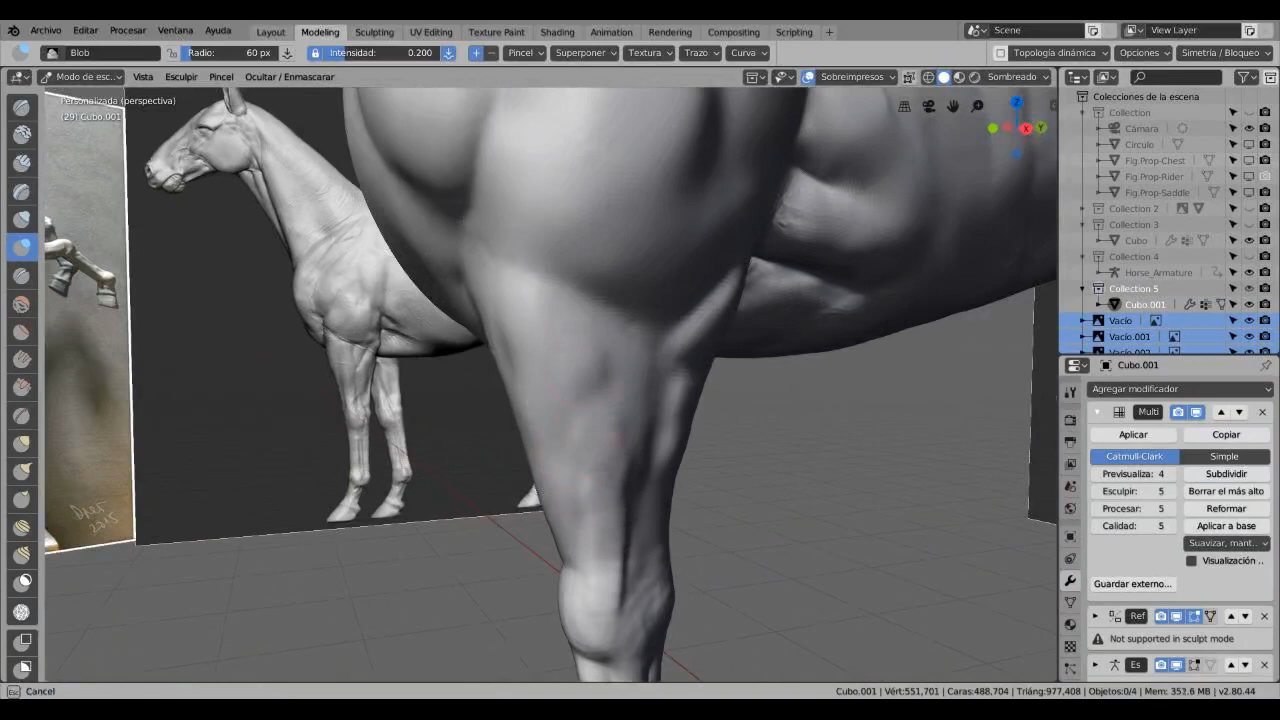 Archivo Editar Procesar Ventana Ayuda Layout Modeling Sculpting UV Editing Texture Paint Shading Animation Rendering Compositing Scripting + Scene View Layer
Blob Radio: 60 px Intensidad: 0.200 Pincel Superponer Textura Trazo Curva Topología dinámica Opciones Simetría / Bloqueo
Modo de esc... Vista Esculpir Pincel Ocultar / Enmascarar Sobreimpresos Sombreado
Personalizada (perspectiva)
(29) Cubo.001
Z
X
Y
Colecciones de la escena
Collection
Cámara
Círculo
Fig.Prop-Chest
Fig.Prop-Rider
Fig.Prop-Saddle
Collection 2
Collection 3
Cubo
Collection 4
Horse_Armature
Collection 5
Cubo.001
Vacío
Vacío.001
Vacío.002
Cubo.001
Agregar modificador
Multi
Aplicar Copiar
Catmull-Clark Simple
Previsualiza: 4 Subdividir
Esculpir: 5 Borrar el más alto
Procesar: 5 Reformar
Calidad: 5 Aplicar a base
Suavizar, mant..
Visualización ..
Guardar externo...
Ref
Not supported in sculpt mode
Es
2015
Esc Cancel Cubo.001 | Vért:551,701 | Caras:488,704 | Triáng:977,408 | Objetos:0/4 | Mem: 353.6 MB | v2.80.44